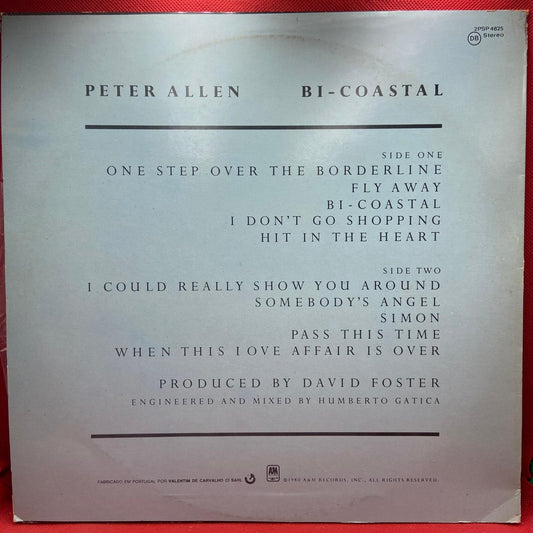 2PSP 4825
DB Stereo
PETER ALLEN BI-COASTAL
SIDE ONE
ONE STEP OVER THE BORDERLINE
FLY AWAY
BI-COASTAL
I DON'T GO SHOPPING
HIT IN THE HEART
SIDE TWO
I COULD REALLY SHOW YOU AROUND
SOMEBODY'S ANGEL
SIMON
PASS THIS TIME
WHEN THIS LOVE AFFAIR IS OVER
PRODUCED BY DAVID FOSTER
ENGINEERED AND MIXED BY HUMBERTO GATICA
FABRICADO EM PORTUGAL POR VALENTIM DE CARVALHO CI SARL A&M ©1980 A&M RECORDS, INC., ALL RIGHTS RESERVED.